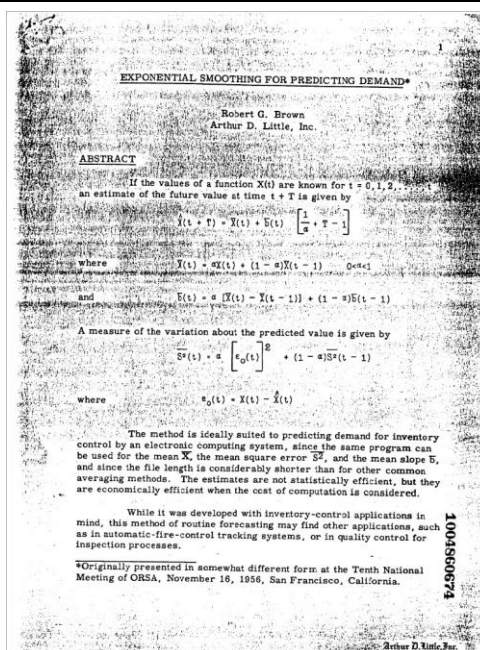 1
EXPONENTIAL SMOOTHING FOR PREDICTING DEMAND*
Robert G. Brown
Arthur D. Little, Inc.
ABSTRACT
If the values of a function X(t) are known for t = 0,1,2,
an estimate of the future value at time t + T is given by
X̂(t + T) = X̄(t) + b̄(t) [1/α + T - 1]
where X̄(t) = αX(t) + (1 - α)X̄(t - 1) 0<α<1
and b̄(t) = α [X̄(t) - X̄(t - 1)] + (1 - α)b̄(t - 1)
A measure of the variation about the predicted value is given by
S̄²(t) = α [e₀(t)]² + (1 - α)S̄²(t - 1)
where e₀(t) = X(t) - X̂(t)
The method is ideally suited to predicting demand for inventory
control by an electronic computing system, since the same program can
be used for the mean X̄, the mean square error S̄², and the mean slope b̄,
and since the file length is considerably shorter than for other common
averaging methods. The estimates are not statistically efficient, but they
are economically efficient when the cost of computation is considered.
While it was developed with inventory-control applications in
mind, this method of routine forecasting may find other applications, such
as in automatic-fire-control tracking systems, or in quality control for
inspection processes.
*Originally presented in somewhat different form at the Tenth National
Meeting of ORSA, November 16, 1956, San Francisco, California.
1004860674
Arthur D. Little, Inc.